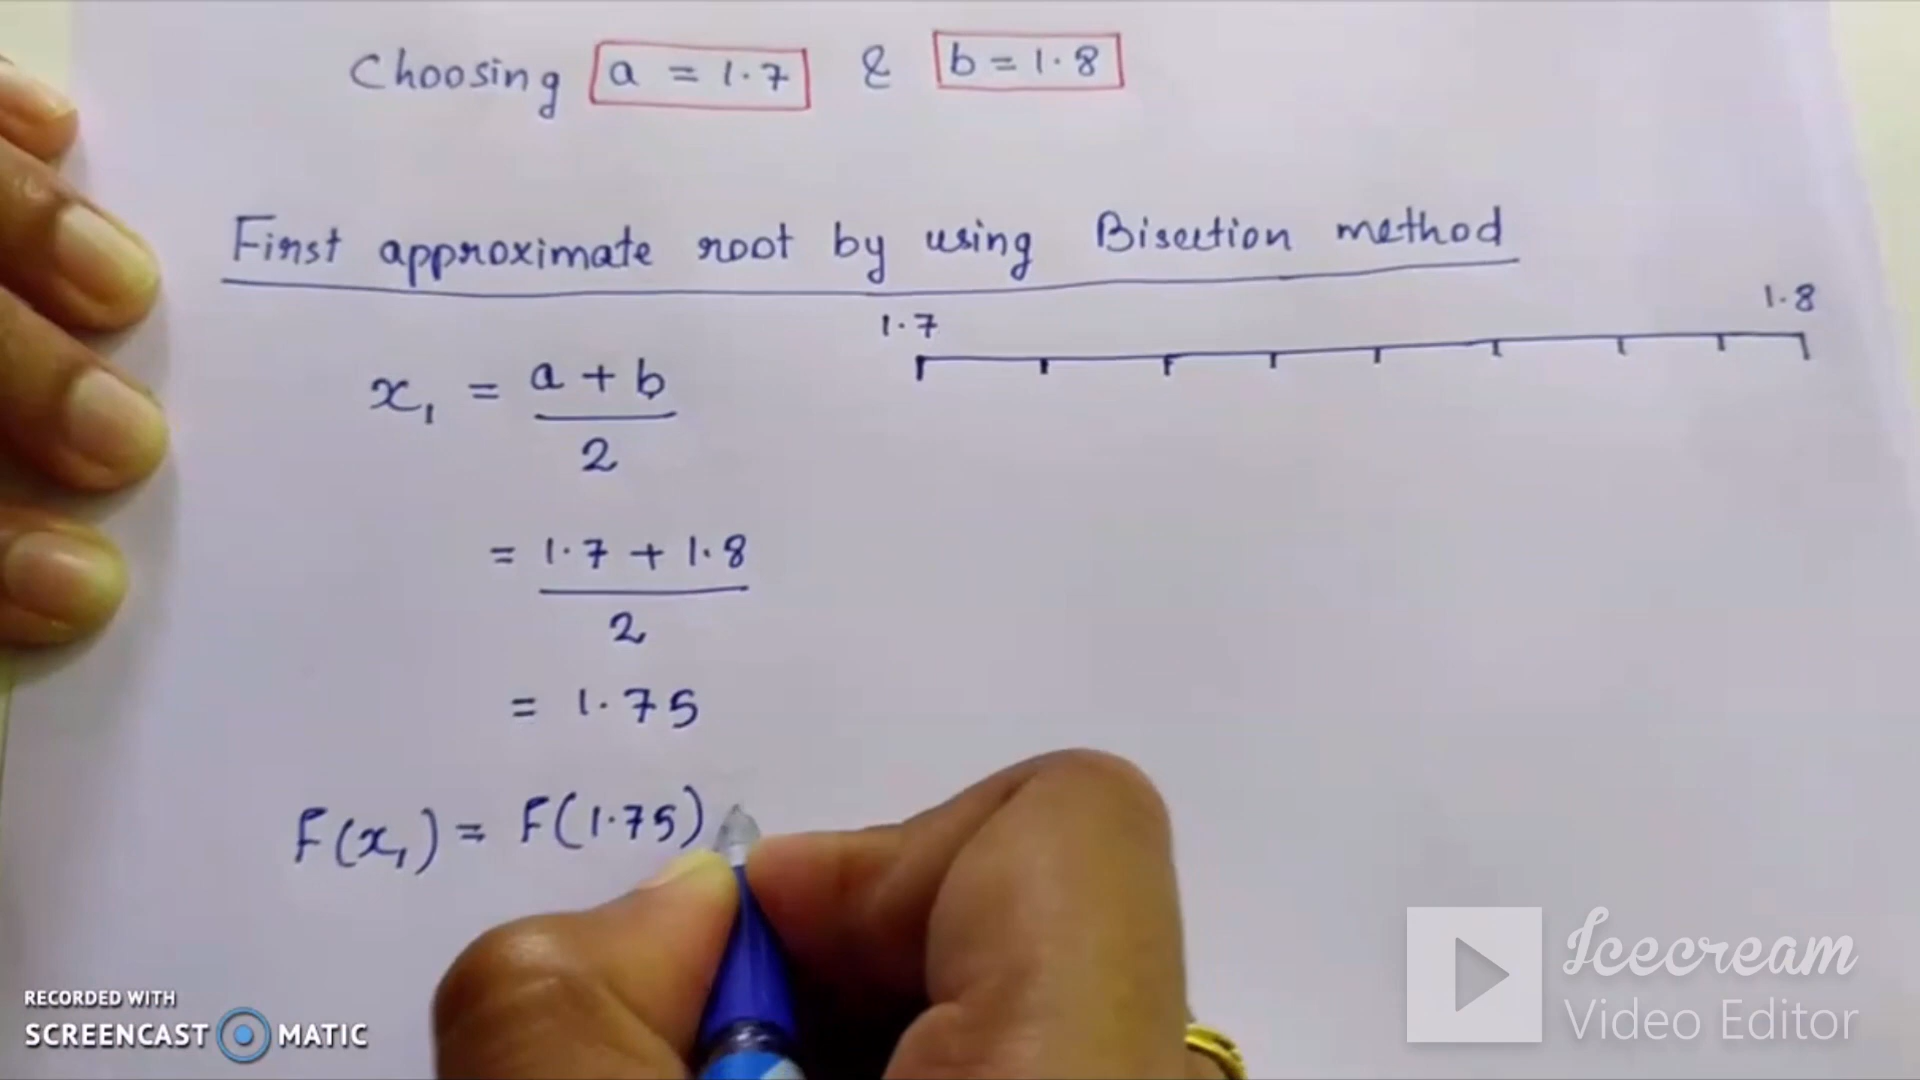 Choosing a = 1.7 & b = 1.8
First approximate root by using Bisection method
1.7 1.8
x₁ = a + b
2
= 1.7 + 1.8
2
= 1.75
F(x₁) = F(1.75)
RECORDED WITH
SCREENCAST MATIC
Icecream
Video Editor